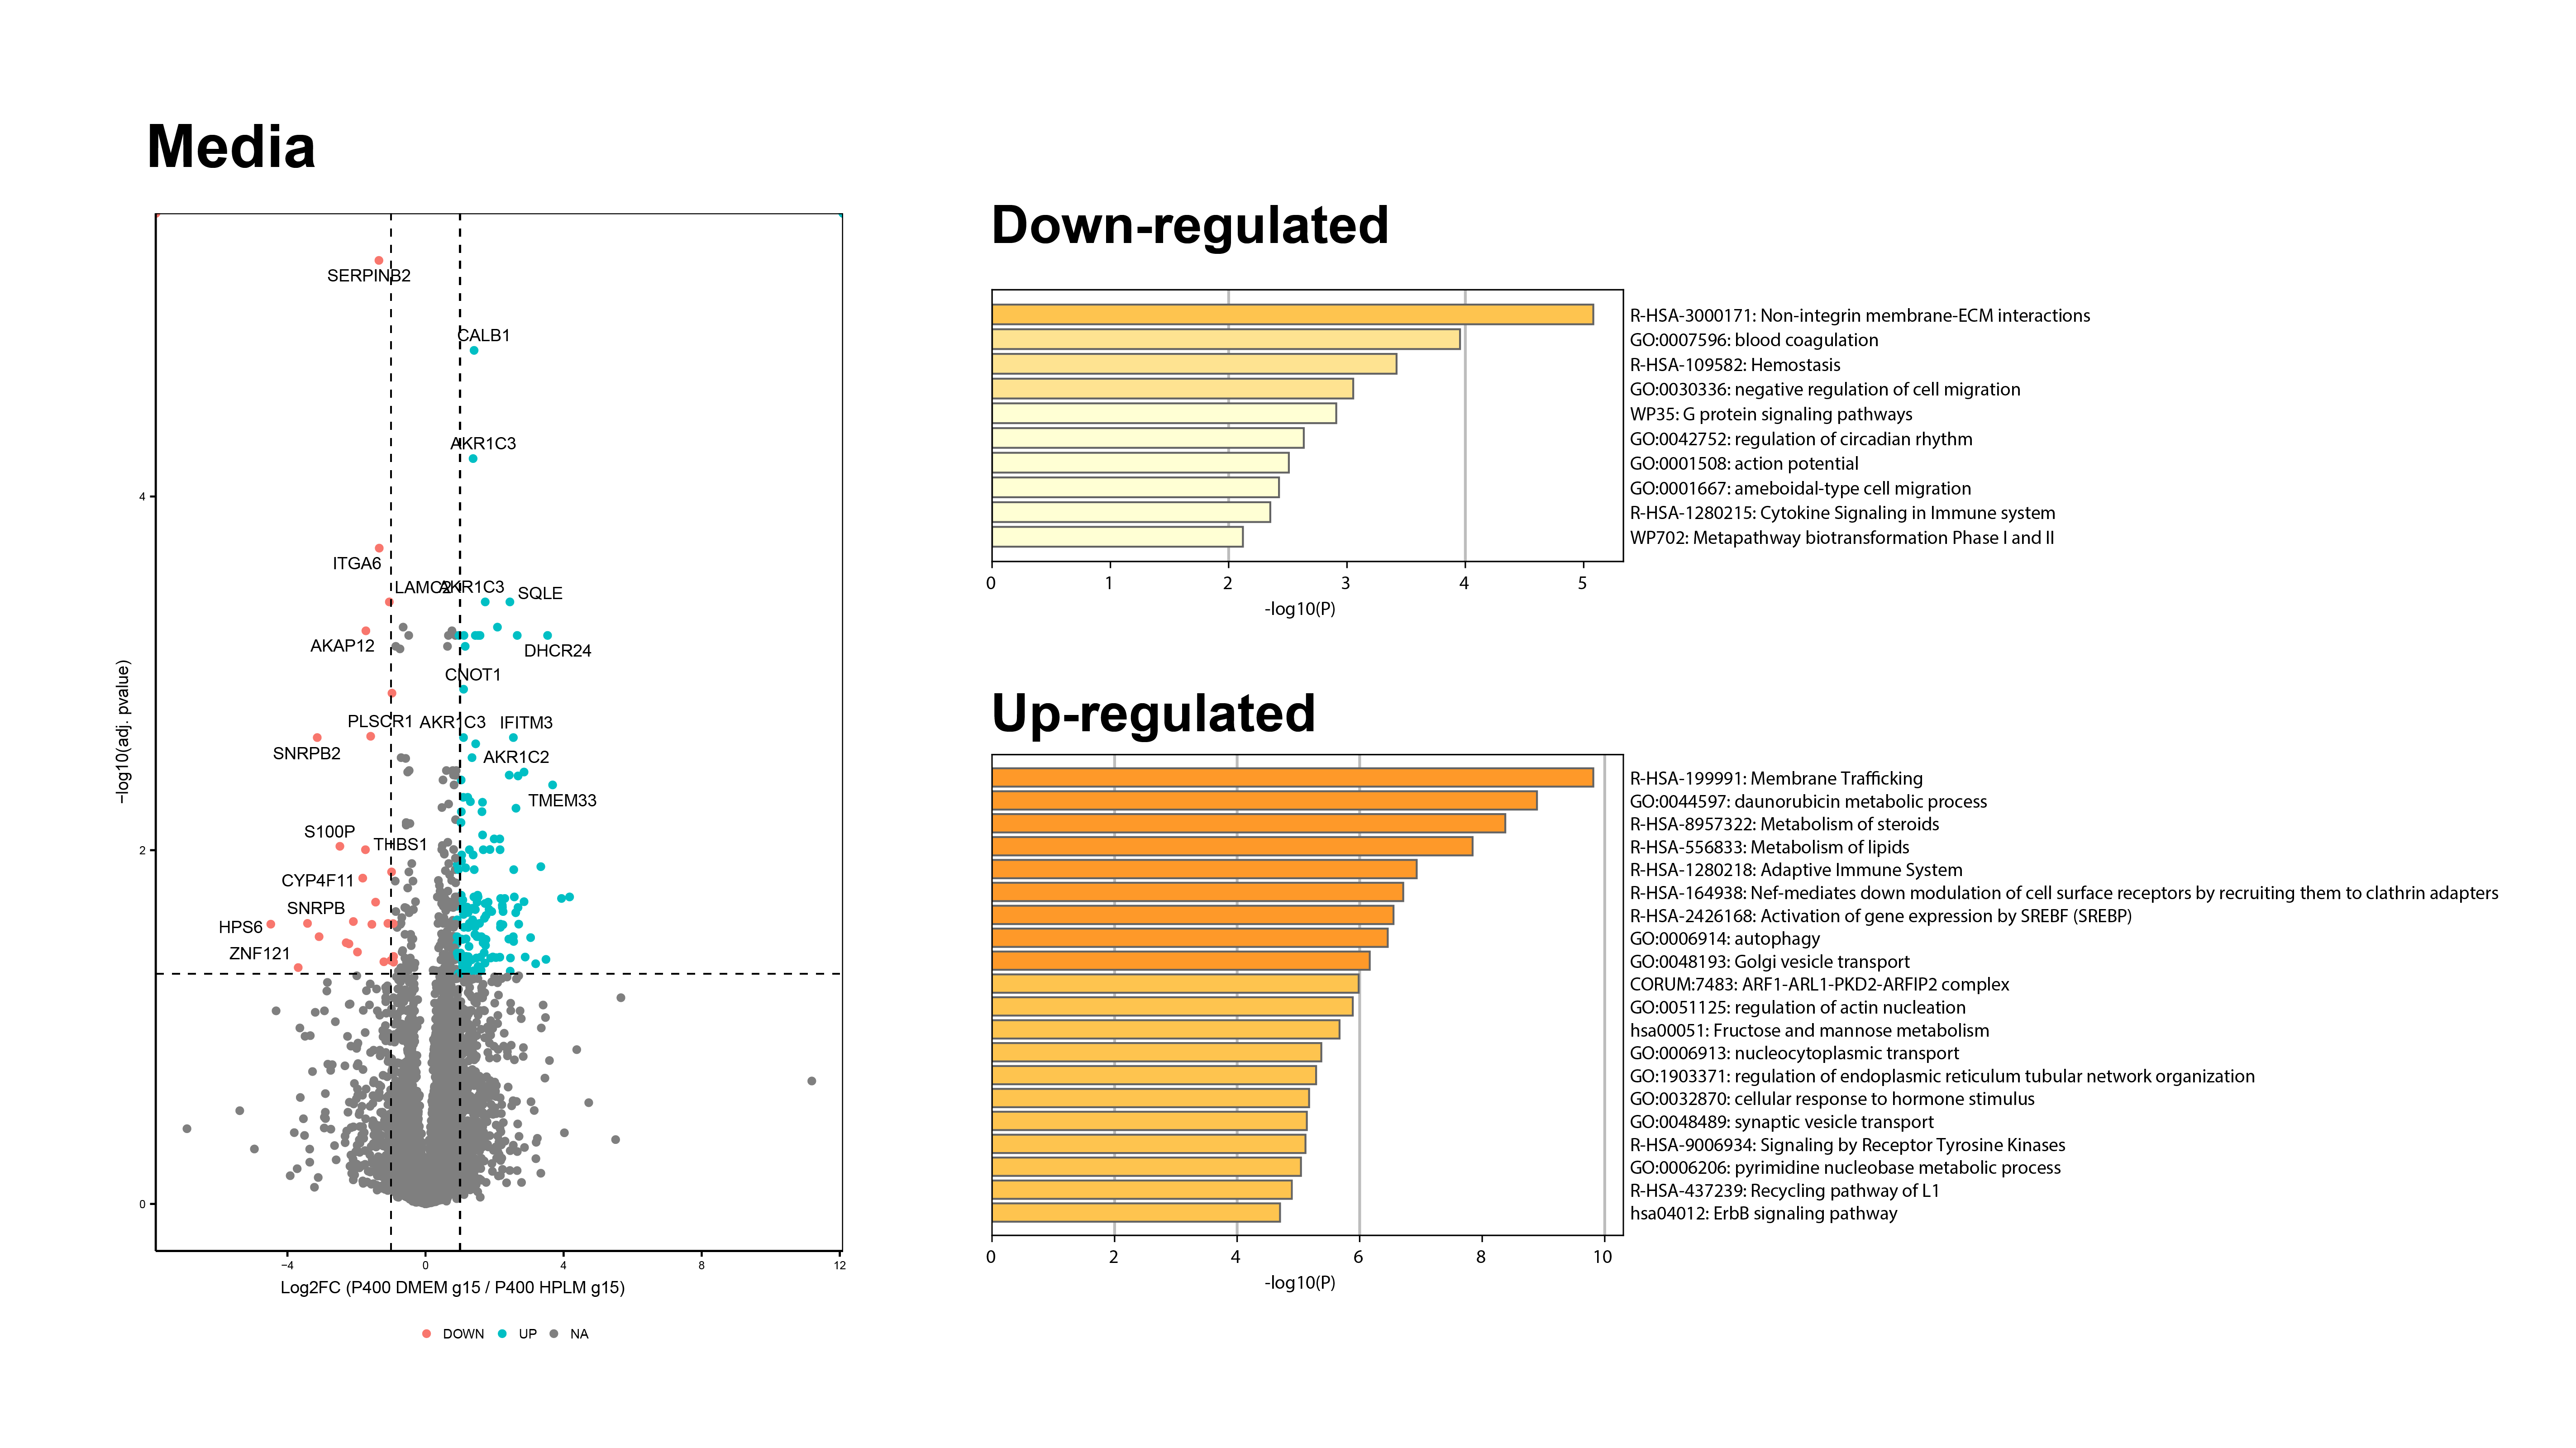 Media
SERPINB2
CALB1
AKR1C3
4
ITGA6
LAMC2
AKR1C3
SQLE
AKAP12
DHCR24
CNOT1
PLSCR1
AKR1C3
IFITM3
SNRPB2
AKR1C2
TMEM33
S100P
THBS1
2
CYP4F11
SNRPB
HPS6
ZNF121
0
−log10(adj. pvalue)
−4
0
4
8
12
Log2FC (P400 DMEM g15 / P400 HPLM g15)
DOWN
UP
NA
Down-regulated
R-HSA-3000171: Non-integrin membrane-ECM interactions
GO:0007596: blood coagulation
R-HSA-109582: Hemostasis
GO:0030336: negative regulation of cell migration
WP35: G protein signaling pathways
GO:0042752: regulation of circadian rhythm
GO:0001508: action potential
GO:0001667: ameboidal-type cell migration
R-HSA-1280215: Cytokine Signaling in Immune system
WP702: Metapathway biotransformation Phase I and II
0
1
2
3
4
5
-log10(P)
Up-regulated
R-HSA-199991: Membrane Trafficking
GO:0044597: daunorubicin metabolic process
R-HSA-8957322: Metabolism of steroids
R-HSA-556833: Metabolism of lipids
R-HSA-1280218: Adaptive Immune System
R-HSA-164938: Nef-mediates down modulation of cell surface receptors by recruiting them to clathrin adapters
R-HSA-2426168: Activation of gene expression by SREBF (SREBP)
GO:0006914: autophagy
GO:0048193: Golgi vesicle transport
CORUM:7483: ARF1-ARL1-PKD2-ARFIP2 complex
GO:0051125: regulation of actin nucleation
hsa00051: Fructose and mannose metabolism
GO:0006913: nucleocytoplasmic transport
GO:1903371: regulation of endoplasmic reticulum tubular network organization
GO:0032870: cellular response to hormone stimulus
GO:0048489: synaptic vesicle transport
R-HSA-9006934: Signaling by Receptor Tyrosine Kinases
GO:0006206: pyrimidine nucleobase metabolic process
R-HSA-437239: Recycling pathway of L1
hsa04012: ErbB signaling pathway
0
2
4
6
8
10
-log10(P)